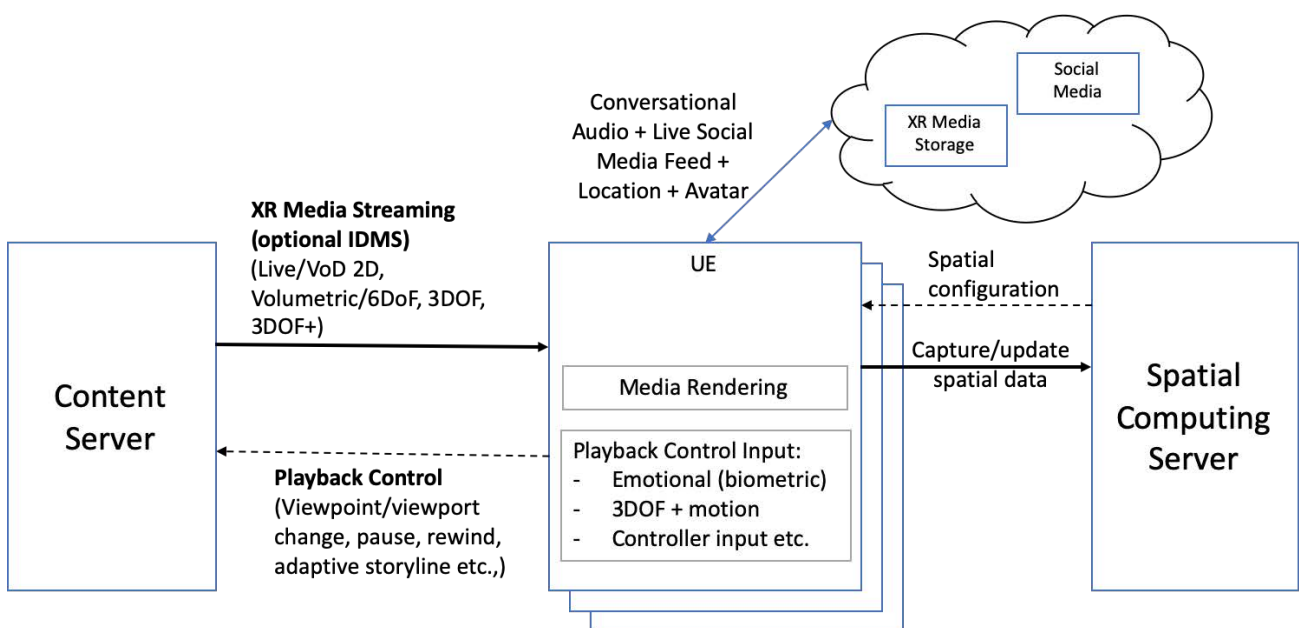 Social
Media
XR Media
Storage
Conversational
Audio + Live Social
Media Feed +
Location + Avatar
XR Media Streaming
(optional IDMS)
(Live/VoD 2D,
Volumetric/6DoF, 3DOF,
3DOF+)
Content
Server
Playback Control
(Viewpoint/viewport
change, pause, rewind,
adaptive storyline etc.,)
UE
Media Rendering
Playback Control Input:
- Emotional (biometric)
- 3DOF + motion
- Controller input etc.
Spatial
configuration
Capture/update
spatial data
Spatial
Computing
Server